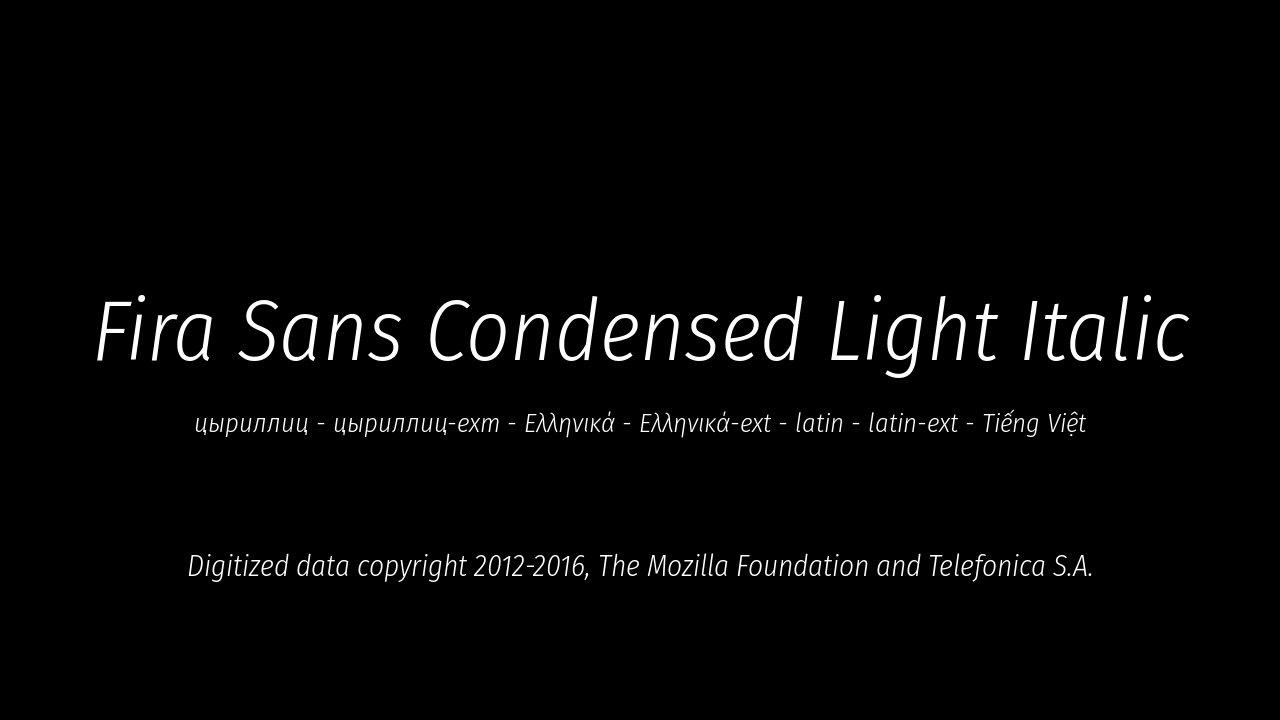 Fira Sans Condensed Light Italic
цыриллиц - цыриллиц-ехт - Ελληνικά - Ελληνικά-ext - latin - latin-ext - Tiếng Việt
Digitized data copyright 2012-2016, The Mozilla Foundation and Telefonica S.A.